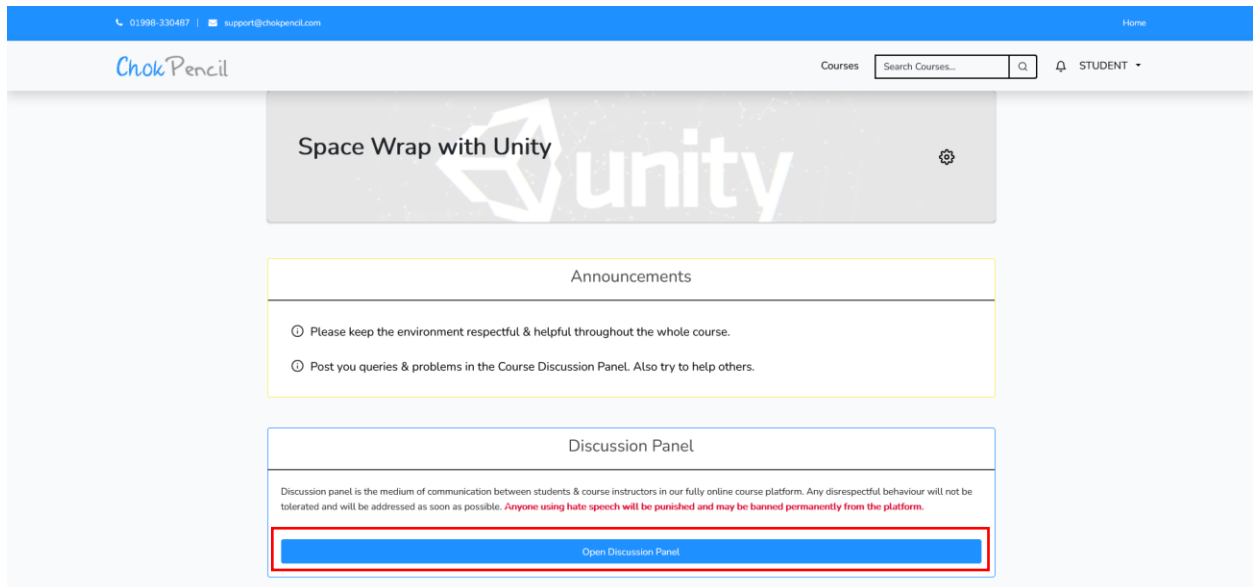 01998-330487 | support@chokpencil.com Home
ChokPencil Courses Search Courses... STUDENT
Space Wrap with Unity
unity
Announcements
Please keep the environment respectful & helpful throughout the whole course.
Post you queries & problems in the Course Discussion Panel. Also try to help others.
Discussion Panel
Discussion panel is the medium of communication between students & course instructors in our fully online course platform. Any disrespectful behaviour will not be
tolerated and will be addressed as soon as possible. Anyone using hate speech will be punished and may be banned permanently from the platform.
Open Discussion Panel